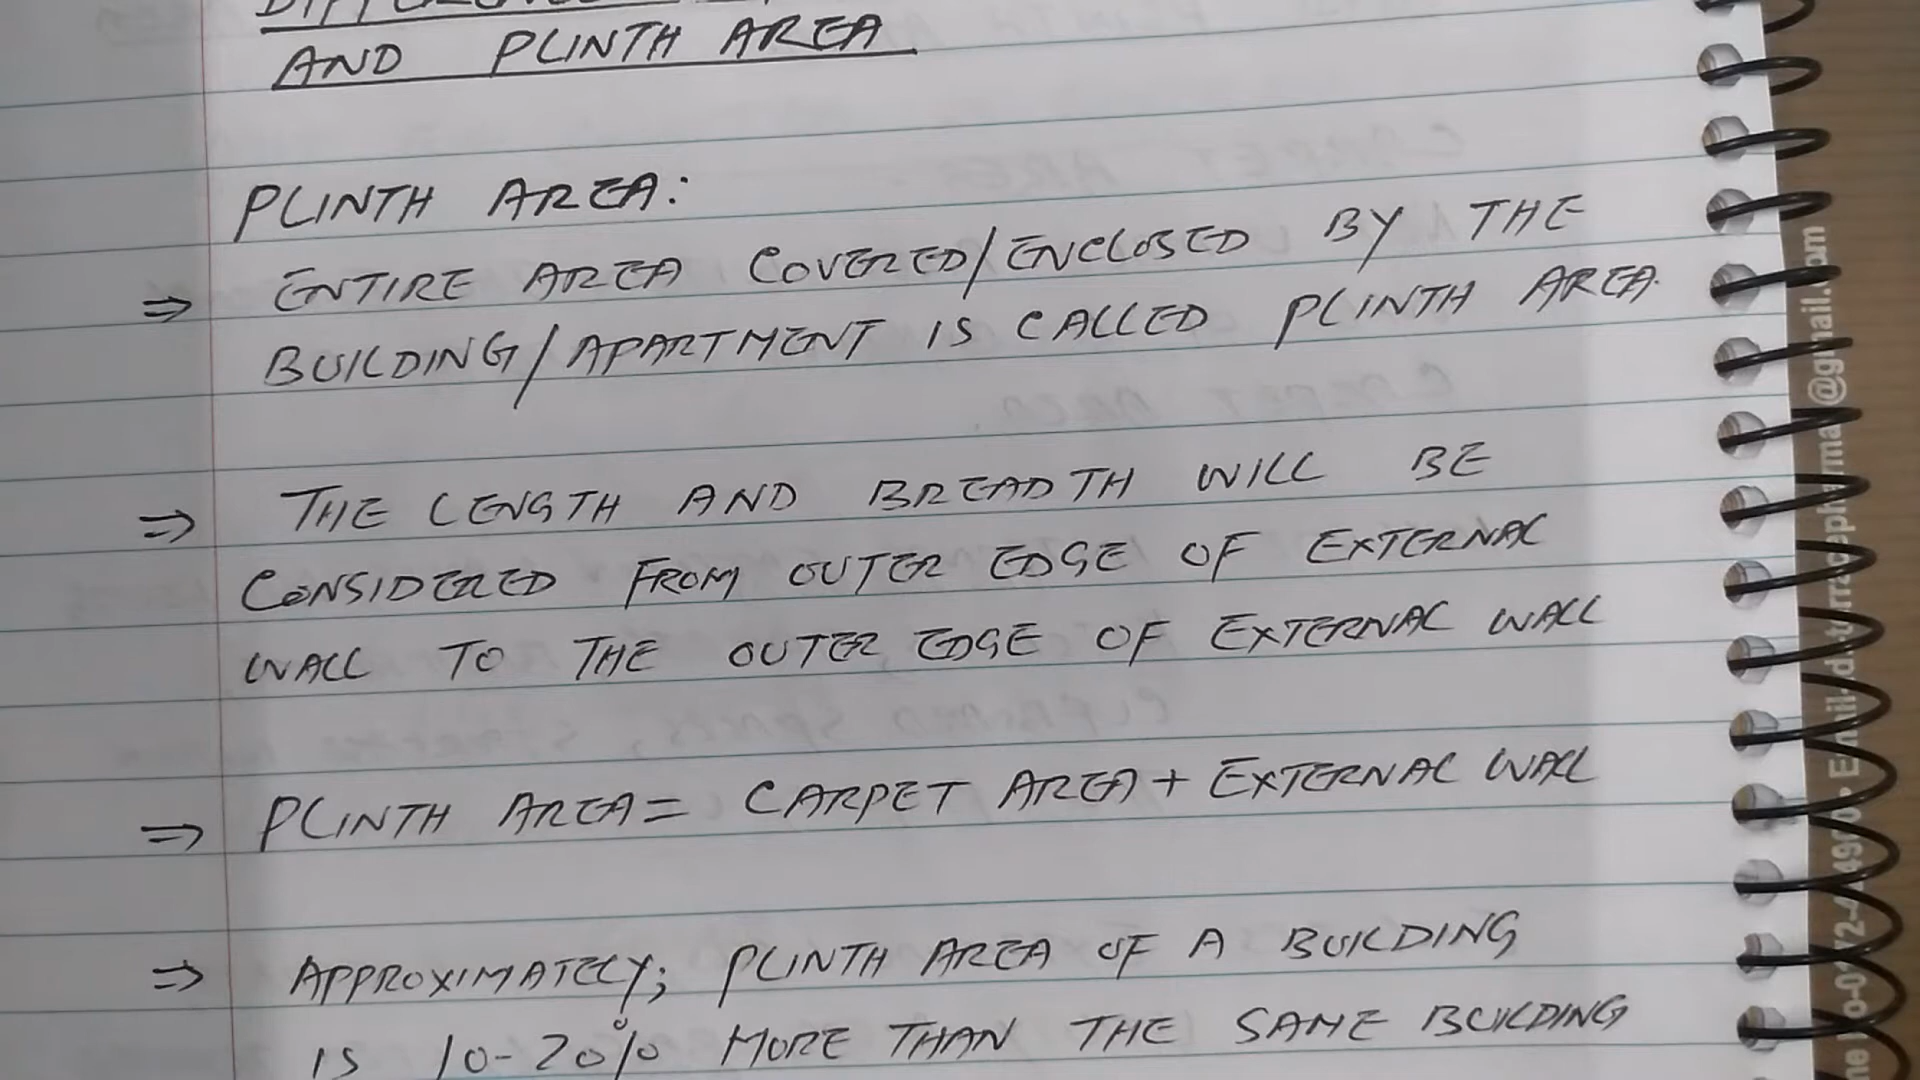 AND PLINTH AREA
PLINTH AREA:
⇒ ENTIRE AREA COVERED/ENCLOSED BY THE
BUILDING/APARTMENT IS CALLED PLINTH AREA.
⇒ THE LENGTH AND BREADTH WILL BE
CONSIDERED FROM OUTER EDGE OF EXTERNAL
WALL TO THE OUTER EDGE OF EXTERNAL WALL
⇒ PLINTH AREA = CARPET AREA + EXTERNAL WALL
⇒ APPROXIMATELY; PLINTH AREA OF A BUILDING
IS 10-20% MORE THAN THE SAME BUILDING